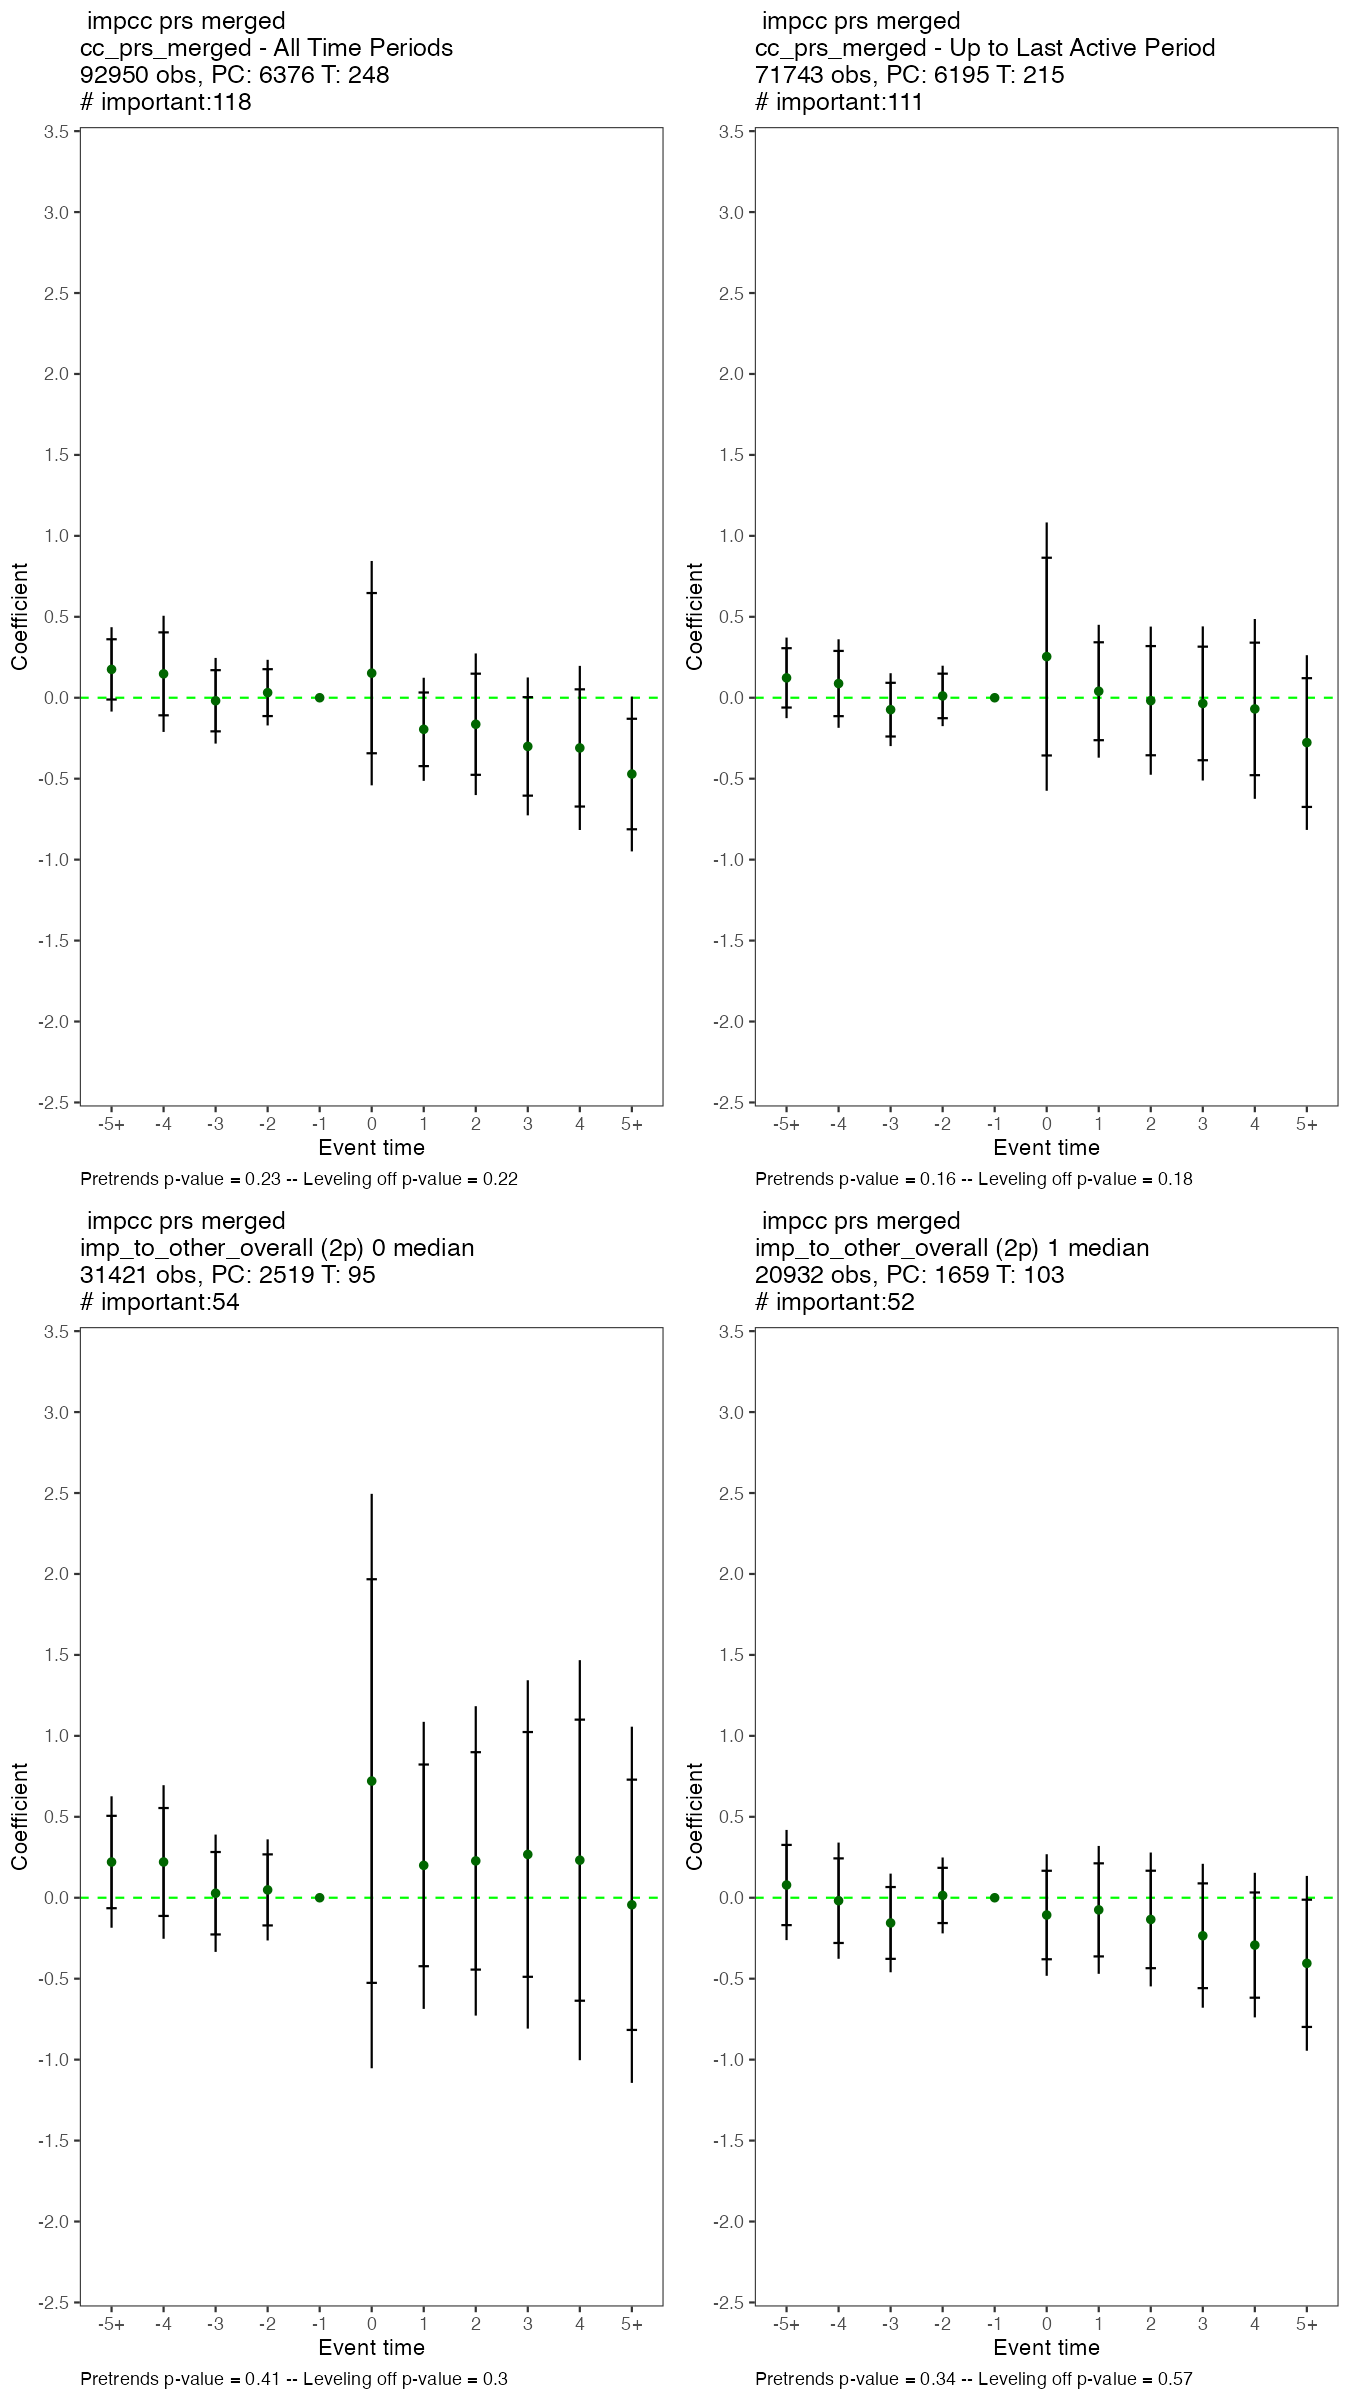 impcc prs merged
cc_prs_merged - All Time Periods
92950 obs, PC: 6376 T: 248
# important:118
3.5
3.0
2.5
2.0
1.5
1.0
0.5
0.0
-0.5
-1.0
-1.5
-2.0
-2.5
Coefficient
-5+ -4 -3 -2 -1 0 1 2 3 4 5+
Event time
Pretrends p-value = 0.23 -- Leveling off p-value = 0.22
impcc prs merged
cc_prs_merged - Up to Last Active Period
71743 obs, PC: 6195 T: 215
# important:111
3.5
3.0
2.5
2.0
1.5
1.0
0.5
0.0
-0.5
-1.0
-1.5
-2.0
-2.5
Coefficient
-5+ -4 -3 -2 -1 0 1 2 3 4 5+
Event time
Pretrends p-value = 0.16 -- Leveling off p-value = 0.18
impcc prs merged
imp_to_other_overall (2p) 0 median
31421 obs, PC: 2519 T: 95
# important:54
3.5
3.0
2.5
2.0
1.5
1.0
0.5
0.0
-0.5
-1.0
-1.5
-2.0
-2.5
Coefficient
-5+ -4 -3 -2 -1 0 1 2 3 4 5+
Event time
Pretrends p-value = 0.41 -- Leveling off p-value = 0.3
impcc prs merged
imp_to_other_overall (2p) 1 median
20932 obs, PC: 1659 T: 103
# important:52
3.5
3.0
2.5
2.0
1.5
1.0
0.5
0.0
-0.5
-1.0
-1.5
-2.0
-2.5
Coefficient
-5+ -4 -3 -2 -1 0 1 2 3 4 5+
Event time
Pretrends p-value = 0.34 -- Leveling off p-value = 0.57